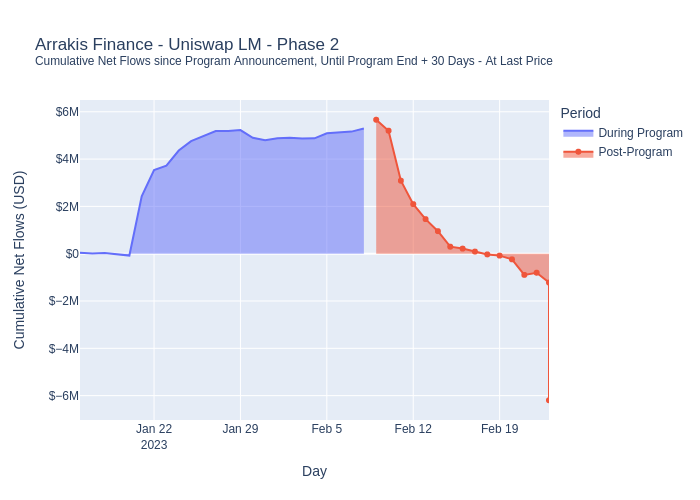 Arrakis Finance - Uniswap LM - Phase 2
Cumulative Net Flows since Program Announcement, Until Program End + 30 Days - At Last Price
Period
During Program
Post-Program
Cumulative Net Flows (USD)
$6M
$4M
$2M
$0
$−2M
$−4M
$−6M
Jan 22
2023
Jan 29
Feb 5
Feb 12
Feb 19
Day